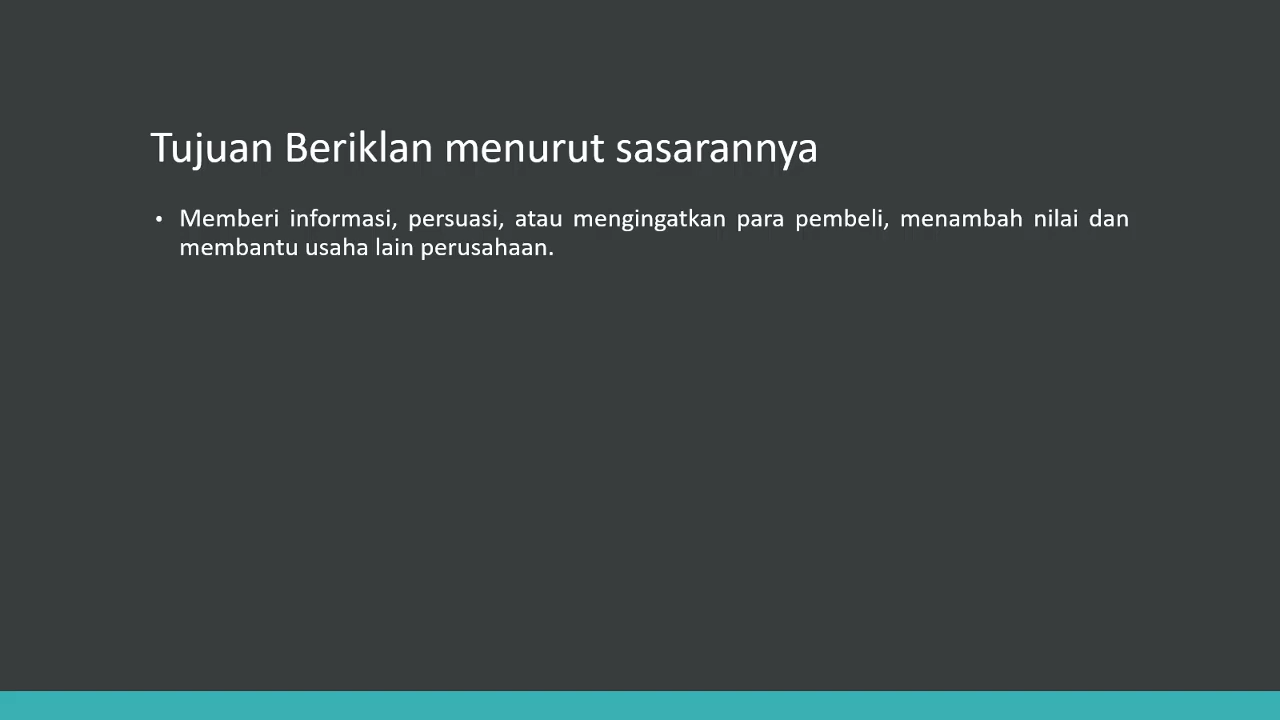 Tujuan Beriklan menurut sasarannya
• Memberi informasi, persuasi, atau mengingatkan para pembeli, menambah nilai dan
membantu usaha lain perusahaan.